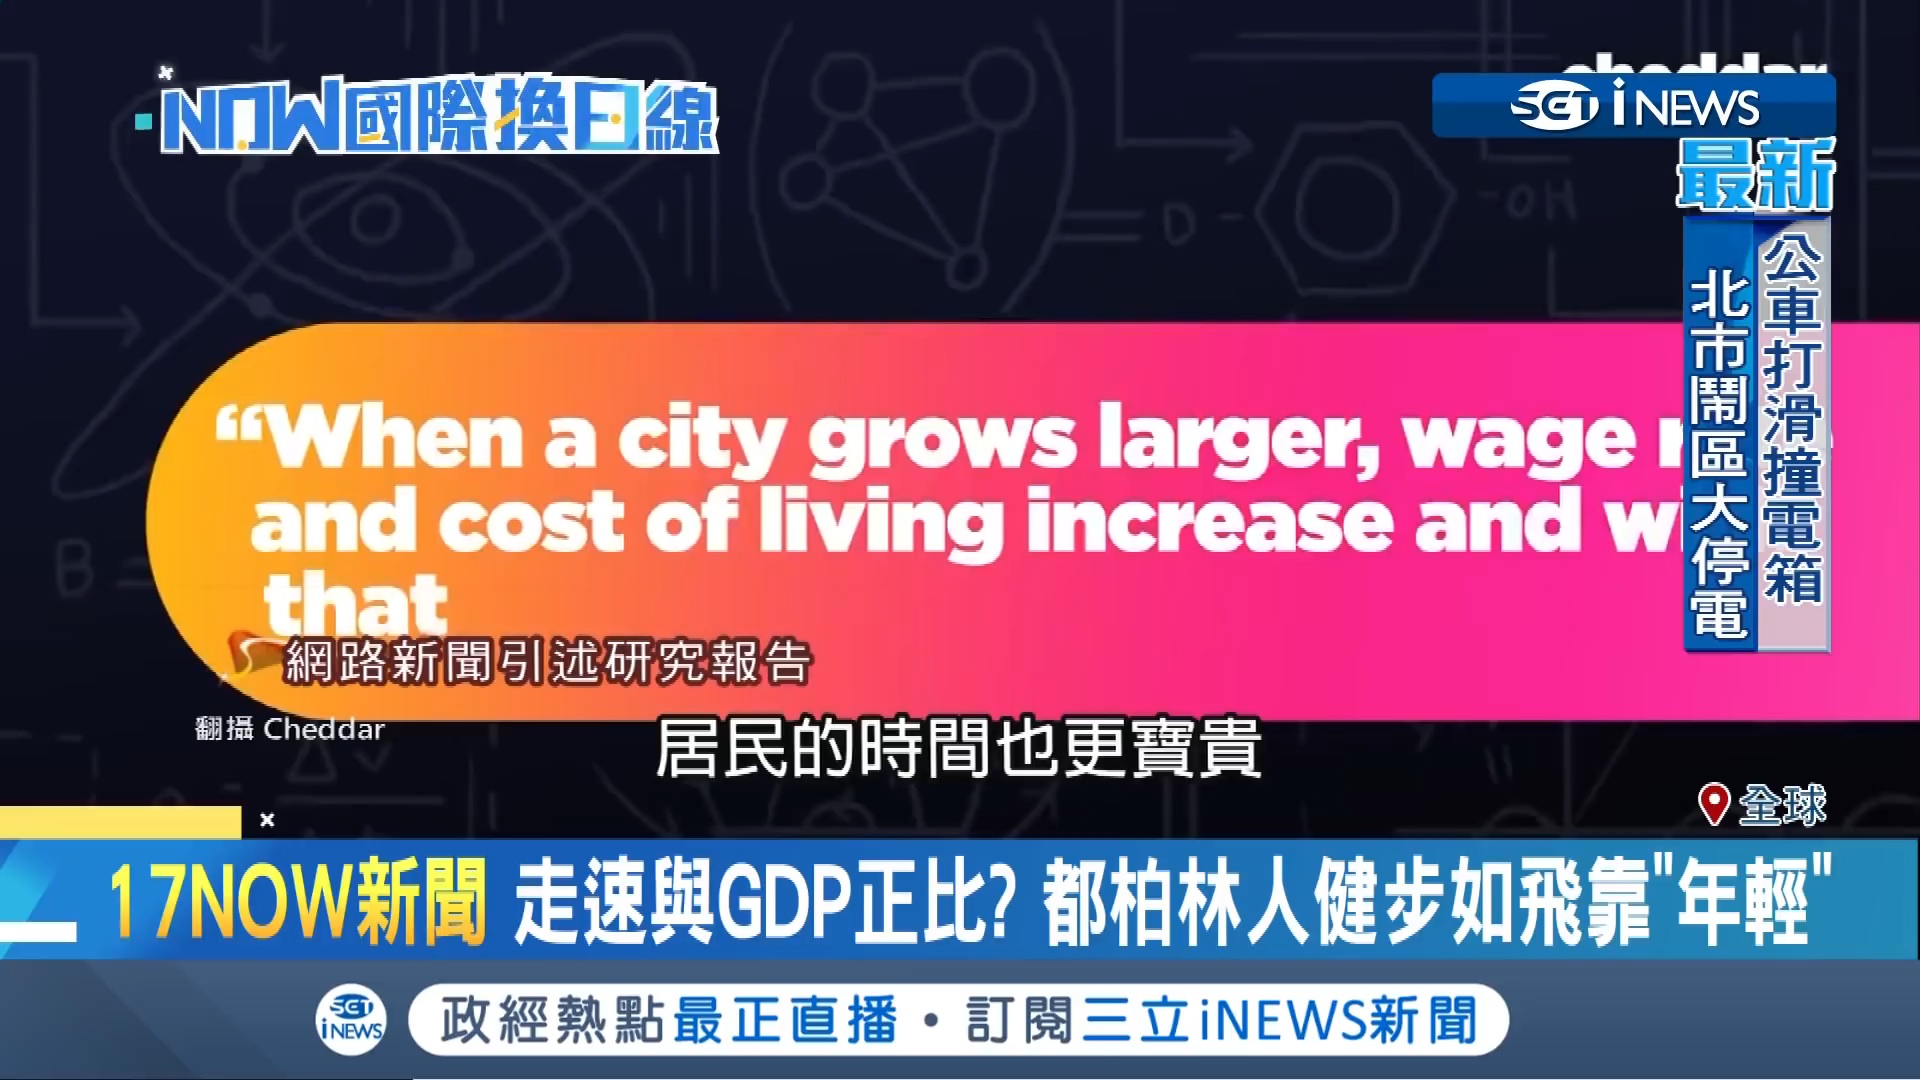 NOW國際換日線
cheddar
SET iNEWS
最新
公車打滑撞電箱
北市鬧區大停電
“When a city grows larger, wage
and cost of living increase and
that
網路新聞引述研究報告
翻攝 Cheddar
居民的時間也更寶貴
全球
17NOW新聞 走速與GDP正比? 都柏林人健步如飛靠"年輕"
SET iNEWS 政經熱點最正直播・訂閱三立iNEWS新聞
B =
D -
-OH